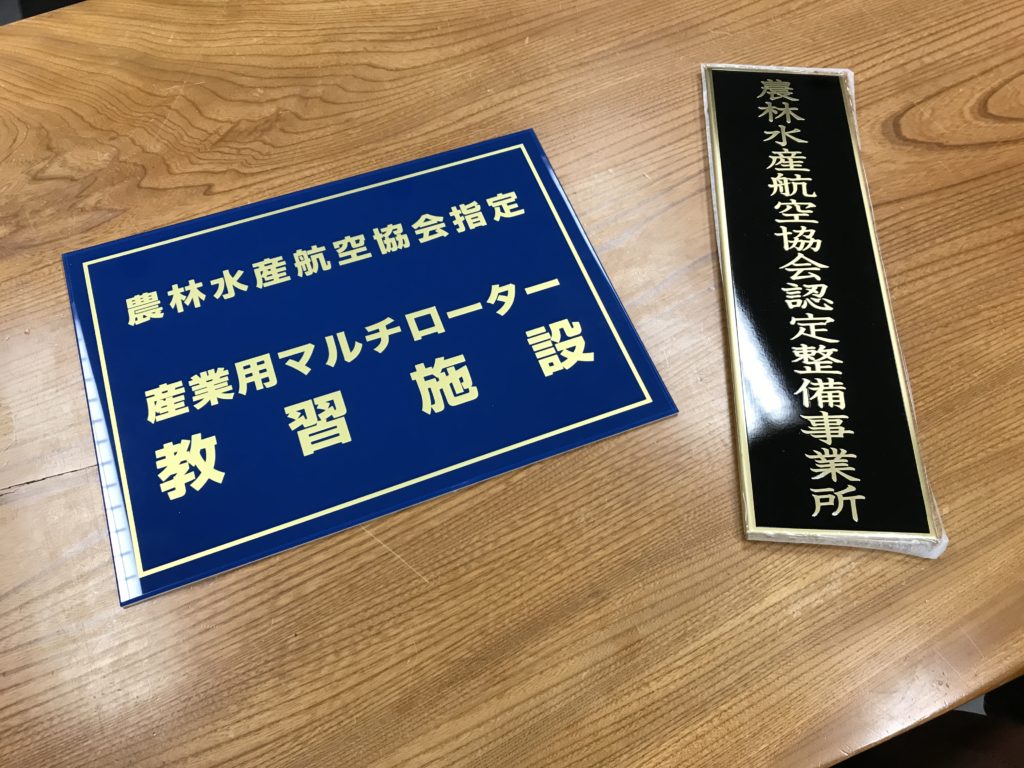 農林水産航空協会指定
産業用マルチローター
教習施設
農林水産航空協会認定整備事業所